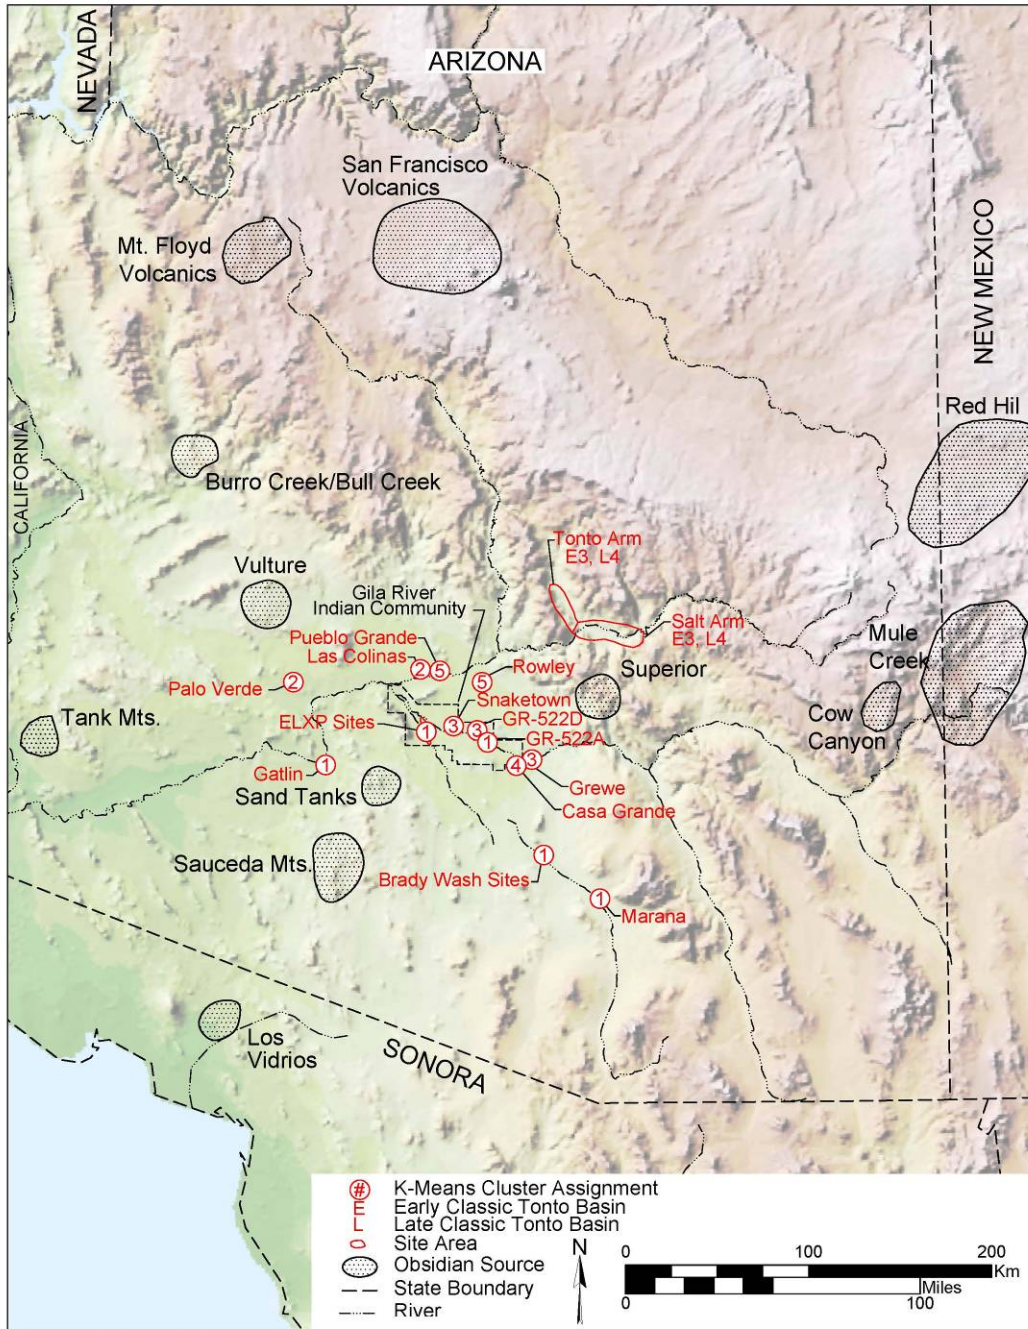 NEVADA
ARIZONA
San Francisco
Volcanics
Mt. Floyd
Volcanics
NEW MEXICO
Red Hil
CALIFORNIA
Burro Creek/Bull Creek
Tonto Arm
E3, L4
Vulture
Gila River
Indian Community
Salt Arm
E3, L4
Mule
Creek
Pueblo Grande
Las Colinas
2
5
Rowley
5
Superior
Palo Verde
2
Snaketown
3
Tank Mts.
ELXP Sites
1
GR-522D
3
GR-522A
1
Cow
Canyon
Gatlin
1
Sand Tanks
4
3
Grewe
Casa Grande
Sauceda Mts.
Brady Wash Sites
1
1
Marana
Los
Vidrios
SONORA
# K-Means Cluster Assignment
E Early Classic Tonto Basin
L Late Classic Tonto Basin
Site Area
Obsidian Source
State Boundary
River
N
0 100 200
Km
Miles
0 100